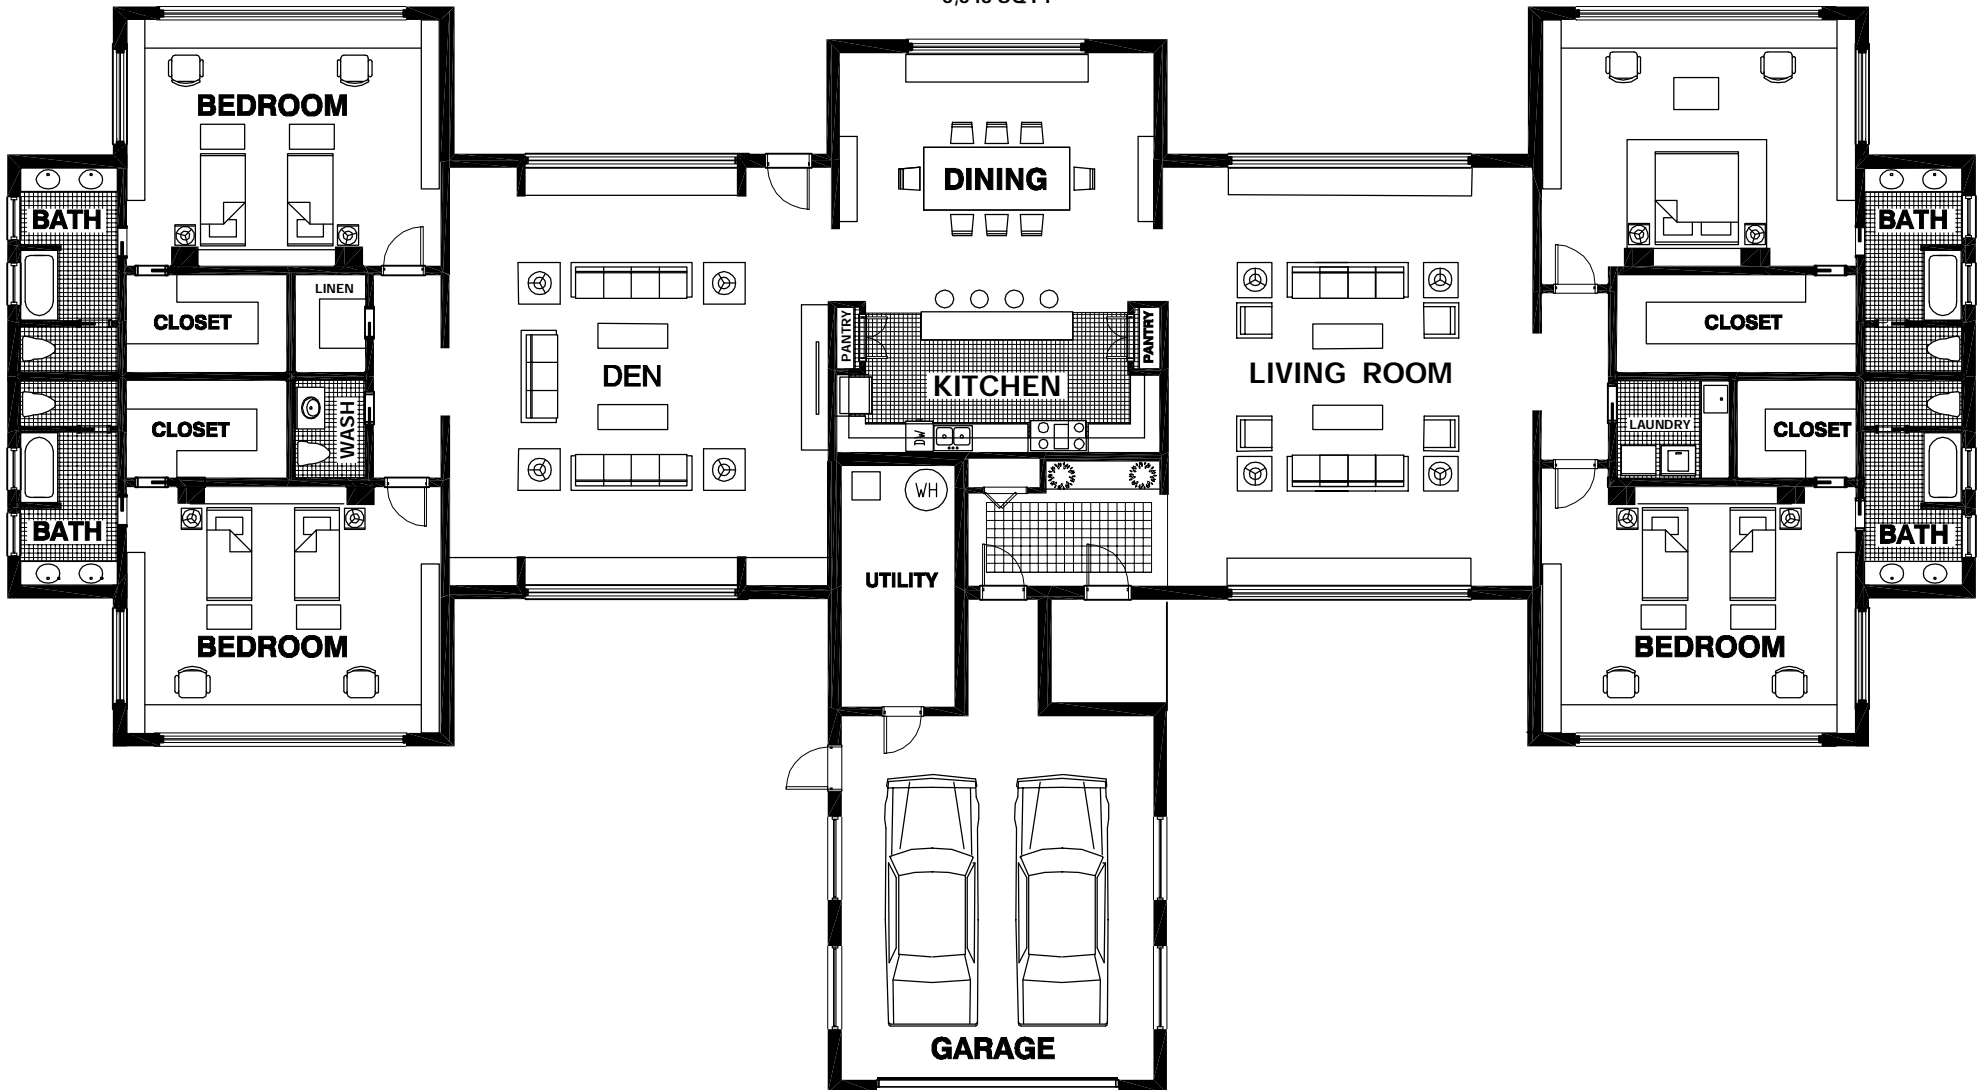 BEDROOM
BATH
LINEN
CLOSET
CLOSET
WASH
BATH
BEDROOM
DEN
DINING
PANTRY
PANTRY
KITCHEN
DW
WH
UTILITY
GARAGE
LIVING ROOM
BATH
CLOSET
LAUNDRY
CLOSET
BATH
BEDROOM